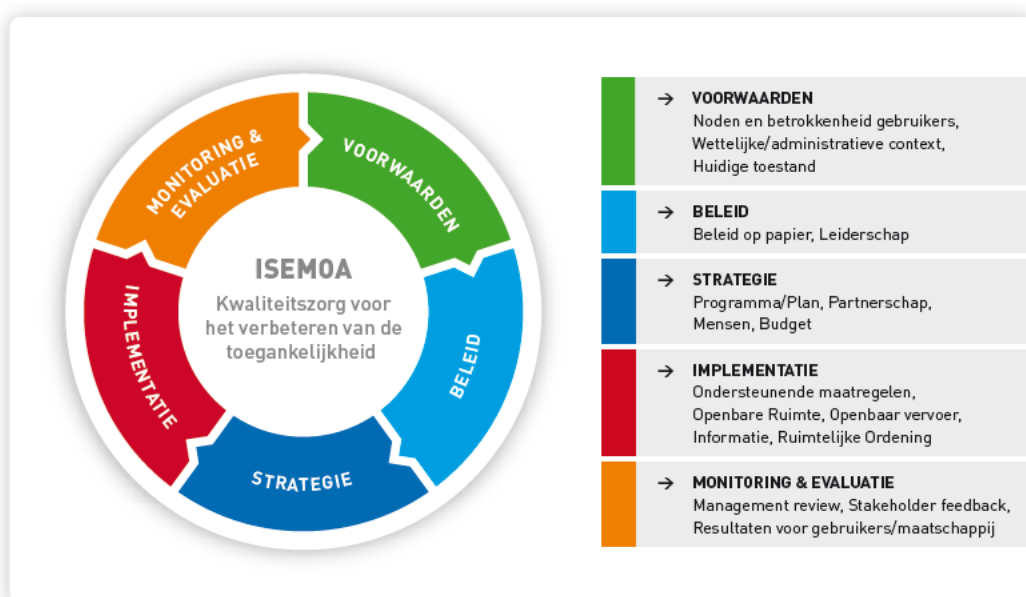 MONITORING &
EVALUATIE
VOORWAARDEN
BELEID
STRATEGIE
IMPLEMENTATIE
ISEMOA
Kwaliteitszorg voor
het verbeteren van de
toegankelijkheid
→ VOORWAARDEN
Noden en betrokkenheid gebruikers,
Wettelijke/administratieve context,
Huidige toestand
→ BELEID
Beleid op papier, Leiderschap
→ STRATEGIE
Programma/Plan, Partnerschap,
Mensen, Budget
→ IMPLEMENTATIE
Ondersteunende maatregelen,
Openbare Ruimte, Openbaar vervoer,
Informatie, Ruimtelijke Ordening
→ MONITORING & EVALUATIE
Management review, Stakeholder feedback,
Resultaten voor gebruikers/maatschappij